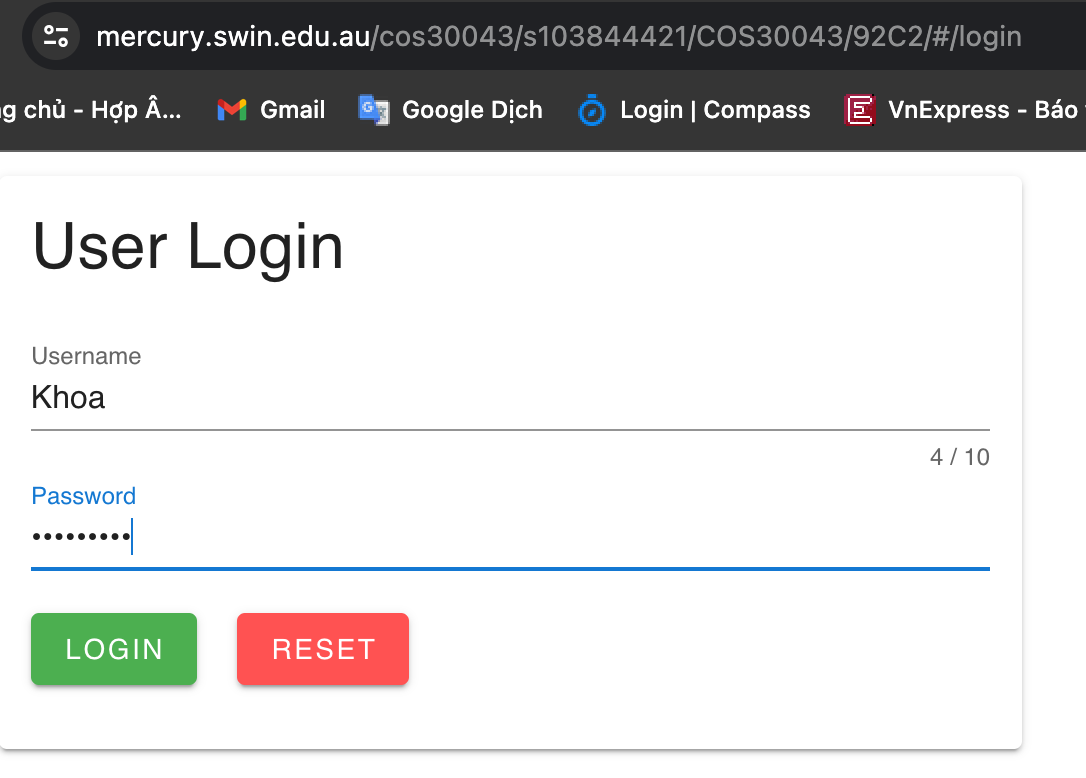 mercury.swin.edu.au/cos30043/s103844421/COS30043/92C2/#/login
g chủ - Hợp Â... Gmail Google Dịch Login | Compass VnExpress - Báo
User Login
Username
Khoa
4 / 10
Password
•••••••••
LOGIN RESET